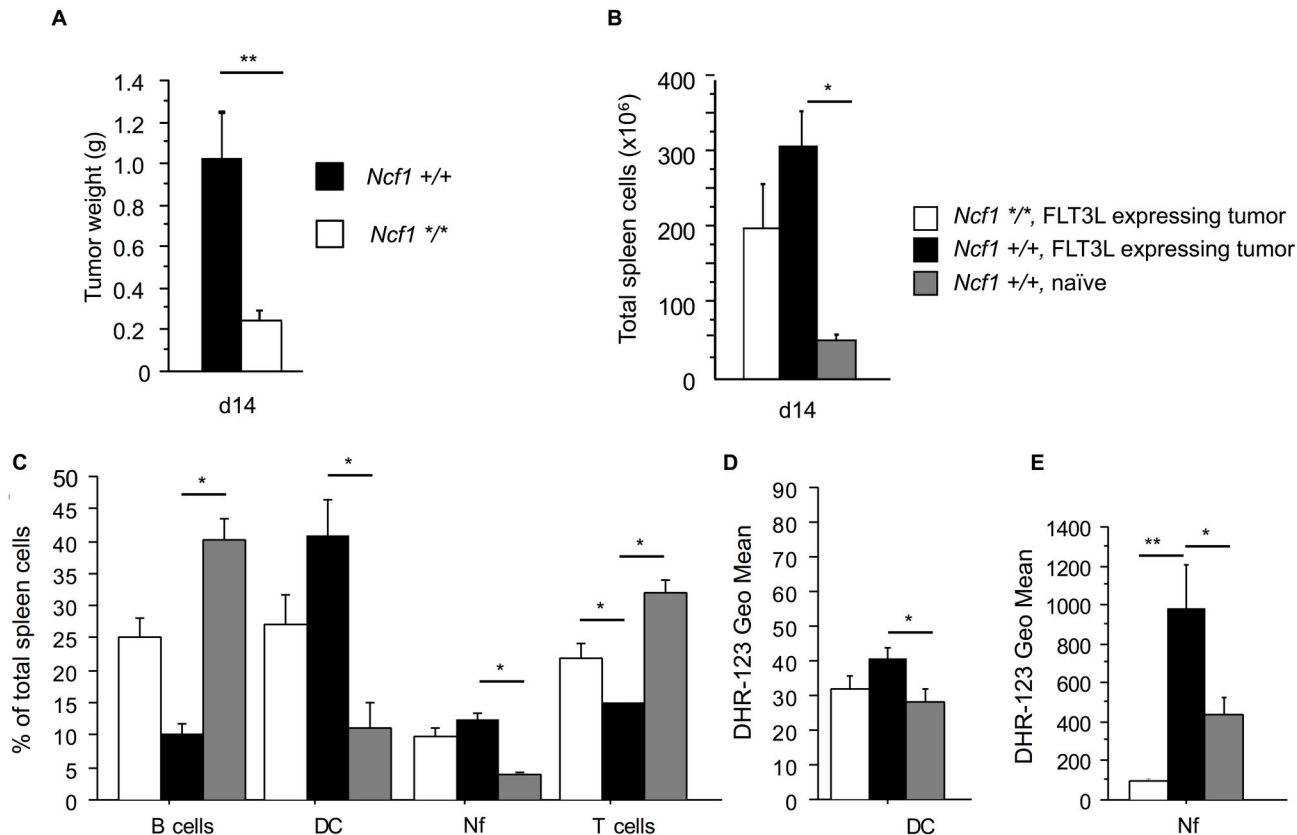 A
**
Tumor weight (g)
1.4
1.2
1.0
0.8
0.6
0.4
0.2
0
d14
Ncf1 +/+
Ncf1 */*
B
*
Total spleen cells (x10⁶)
400
300
200
100
0
d14
Ncf1 */*, FLT3L expressing tumor
Ncf1 +/+, FLT3L expressing tumor
Ncf1 +/+, naïve
C
% of total spleen cells
50
45
40
35
30
25
20
15
10
5
0
*
*
*
*
*
B cells
DC
Nf
T cells
D
DHR-123 Geo Mean
90
80
70
60
50
40
30
20
10
0
*
DC
E
DHR-123 Geo Mean
1400
1200
1000
800
600
400
200
0
**
*
Nf